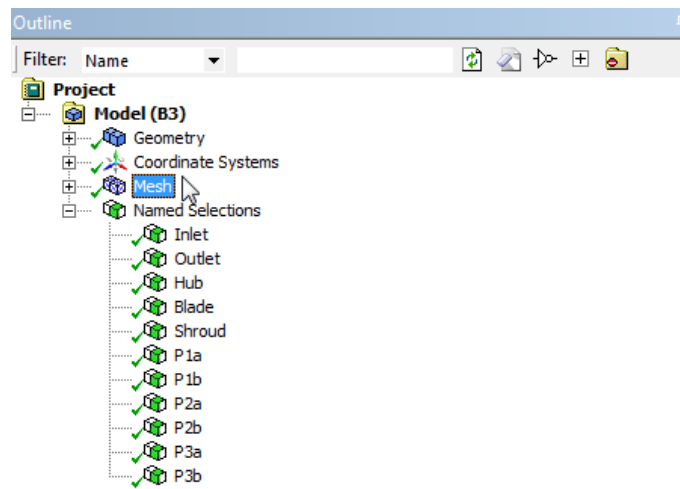 Outline
Filter: Name
Project
Model (B3)
Geometry
Coordinate Systems
Mesh
Named Selections
Inlet
Outlet
Hub
Blade
Shroud
P1a
P1b
P2a
P2b
P3a
P3b